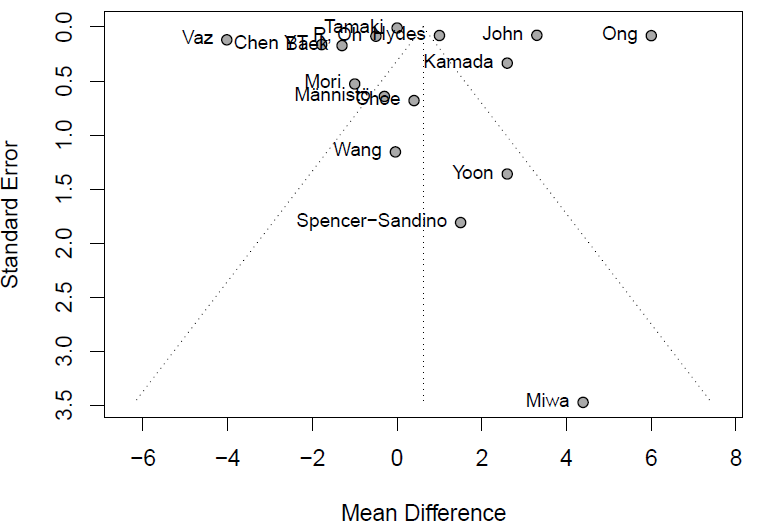 0.0
0.5
1.0
1.5
2.0
2.5
3.0
3.5
Standard Error
Tamaki
Vaz
Chen YT
Baek
Oh
Hydes
John
Ong
Kamada
Mori
Männistö
Choe
Wang
Yoon
Spencer−Sandino
Miwa
−6 −4 −2 0 2 4 6 8
Mean Difference